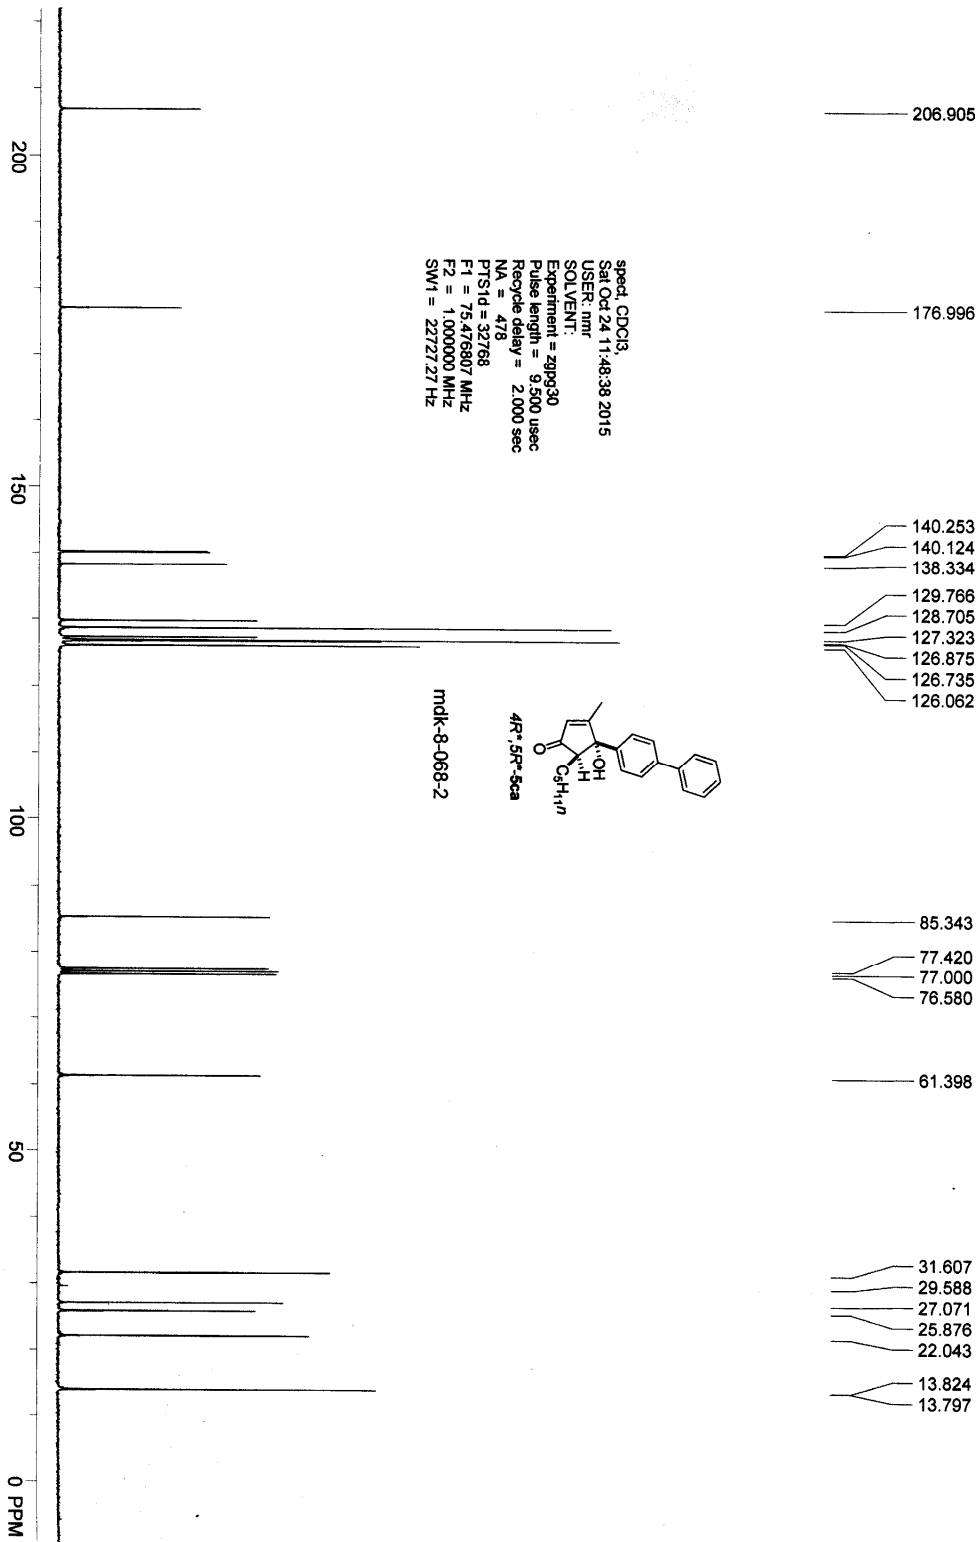 206.905
176.996
140.253
140.124
138.334
129.766
128.705
127.323
126.875
126.735
126.062
85.343
77.420
77.000
76.580
61.398
31.607
29.588
27.071
25.876
22.043
13.824
13.797
spect, CDCl3,
Sat Oct 24 11:48:38 2015
USER: nmr
SOLVENT:
Experiment = zgpg30
Pulse length = 9.500 usec
Recycle delay = 2.000 sec
NA = 478
PTS1d = 32768
F1 = 75.476807 MHz
F2 = 1.000000 MHz
SW1 = 22727.27 Hz
O
OH
H
C5H11n
4R*,5R*-5ca
mdk-8-068-2
200
150
100
50
0 PPM